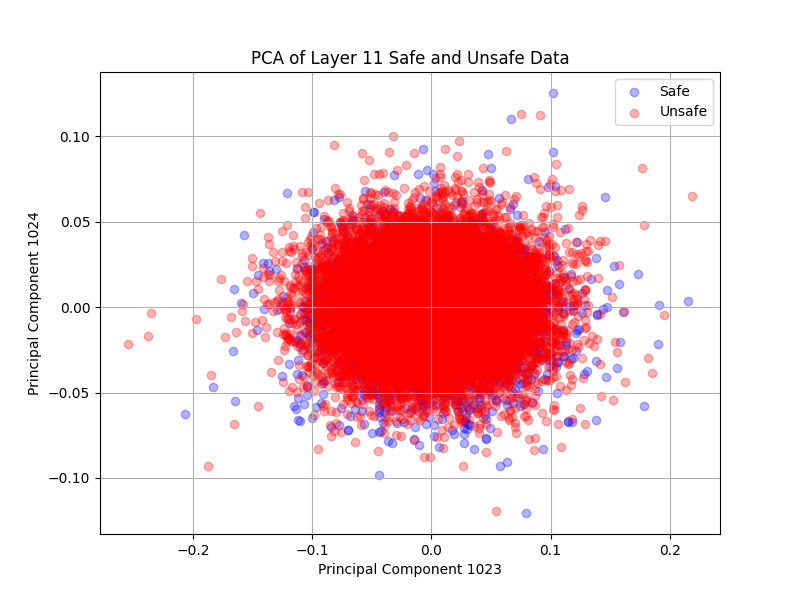 PCA of Layer 11 Safe and Unsafe Data
Safe
Unsafe
0.10
0.05
0.00
−0.05
−0.10
Principal Component 1024
−0.2
−0.1
0.0
0.1
0.2
Principal Component 1023